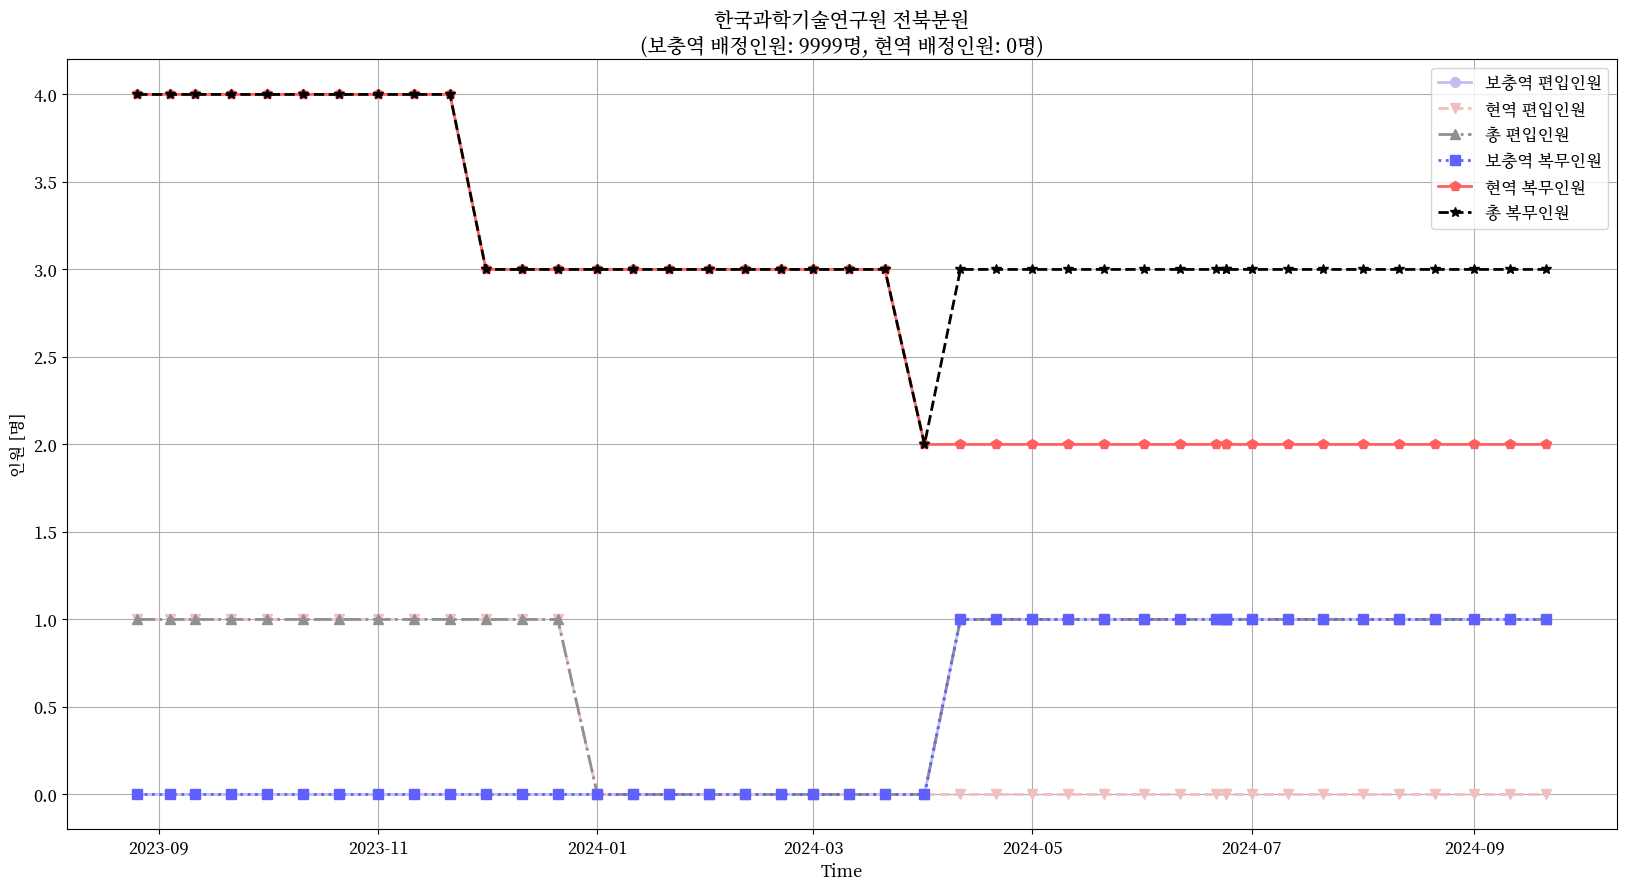 한국과학기술연구원 전북분원
(보충역 배정인원: 9999명, 현역 배정인원: 0명)
보충역 편입인원
현역 편입인원
총 편입인원
보충역 복무인원
현역 복무인원
총 복무인원
인원 [명]
4.0
3.5
3.0
2.5
2.0
1.5
1.0
0.5
0.0
2023-09
2023-11
2024-01
2024-03
2024-05
2024-07
2024-09
Time